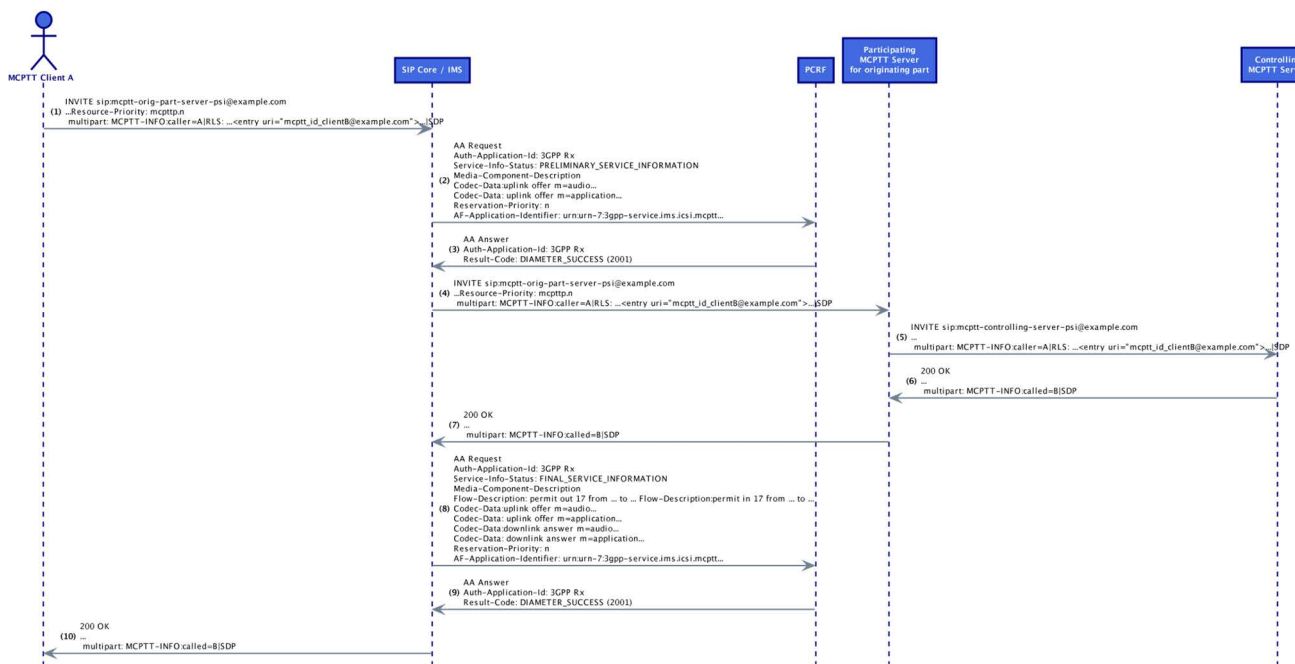 MCPTT Client A
SIP Core / IMS
PCRF
Participating
MCPTT Server
for originating part
Controllin
MCPTT Ser
INVITE sip:mcptt-orig-part-server-psi@example.com
(1) ...Resource-Priority: mcpttp.n
multipart: MCPTT-INFO:caller=A|RLS: ...<entry uri="mcptt_id_clientB@example.com">...|SDP
AA Request
Auth-Application-Id: 3GPP Rx
Service-Info-Status: PRELIMINARY_SERVICE_INFORMATION
Media-Component-Description
(2) Codec-Data:uplink offer m=audio...
Codec-Data: uplink offer m=application...
Reservation-Priority: n
AF-Application-Identifier: urn:urn-7:3gpp-service.ims.icsi.mcptt...
AA Answer
(3) Auth-Application-Id: 3GPP Rx
Result-Code: DIAMETER_SUCCESS (2001)
INVITE sip:mcptt-orig-part-server-psi@example.com
(4) ...Resource-Priority: mcpttp.n
multipart: MCPTT-INFO:caller=A|RLS: ...<entry uri="mcptt_id_clientB@example.com">...|SDP
INVITE sip:mcptt-controlling-server-psi@example.com
(5) ...
multipart: MCPTT-INFO:caller=A|RLS: ...<entry uri="mcptt_id_clientB@example.com">...|SDP
200 OK
(6) ...
multipart: MCPTT-INFO:called=B|SDP
200 OK
(7) ...
multipart: MCPTT-INFO:called=B|SDP
AA Request
Auth-Application-Id: 3GPP Rx
Service-Info-Status: FINAL_SERVICE_INFORMATION
Media-Component-Description
Flow-Description: permit out 17 from ... to ... Flow-Description:permit in 17 from ... to ...
(8) Codec-Data:uplink offer m=audio...
Codec-Data: uplink offer m=application...
Codec-Data:downlink answer m=audio...
Codec-Data: downlink answer m=application...
Reservation-Priority: n
AF-Application-Identifier: urn:urn-7:3gpp-service.ims.icsi.mcptt...
AA Answer
(9) Auth-Application-Id: 3GPP Rx
Result-Code: DIAMETER_SUCCESS (2001)
200 OK
(10) ...
multipart: MCPTT-INFO:called=B|SDP